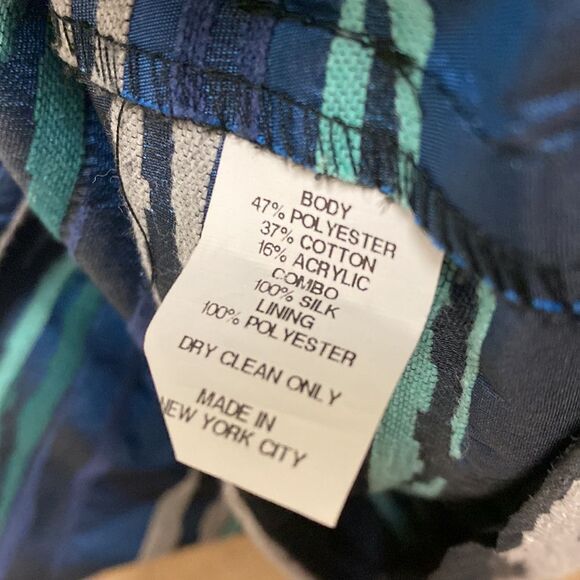 BODY
47% POLYESTER
37% COTTON
16% ACRYLIC
COMBO
100% SILK
LINING
100% POLYESTER
DRY CLEAN ONLY
MADE IN
NEW YORK CITY